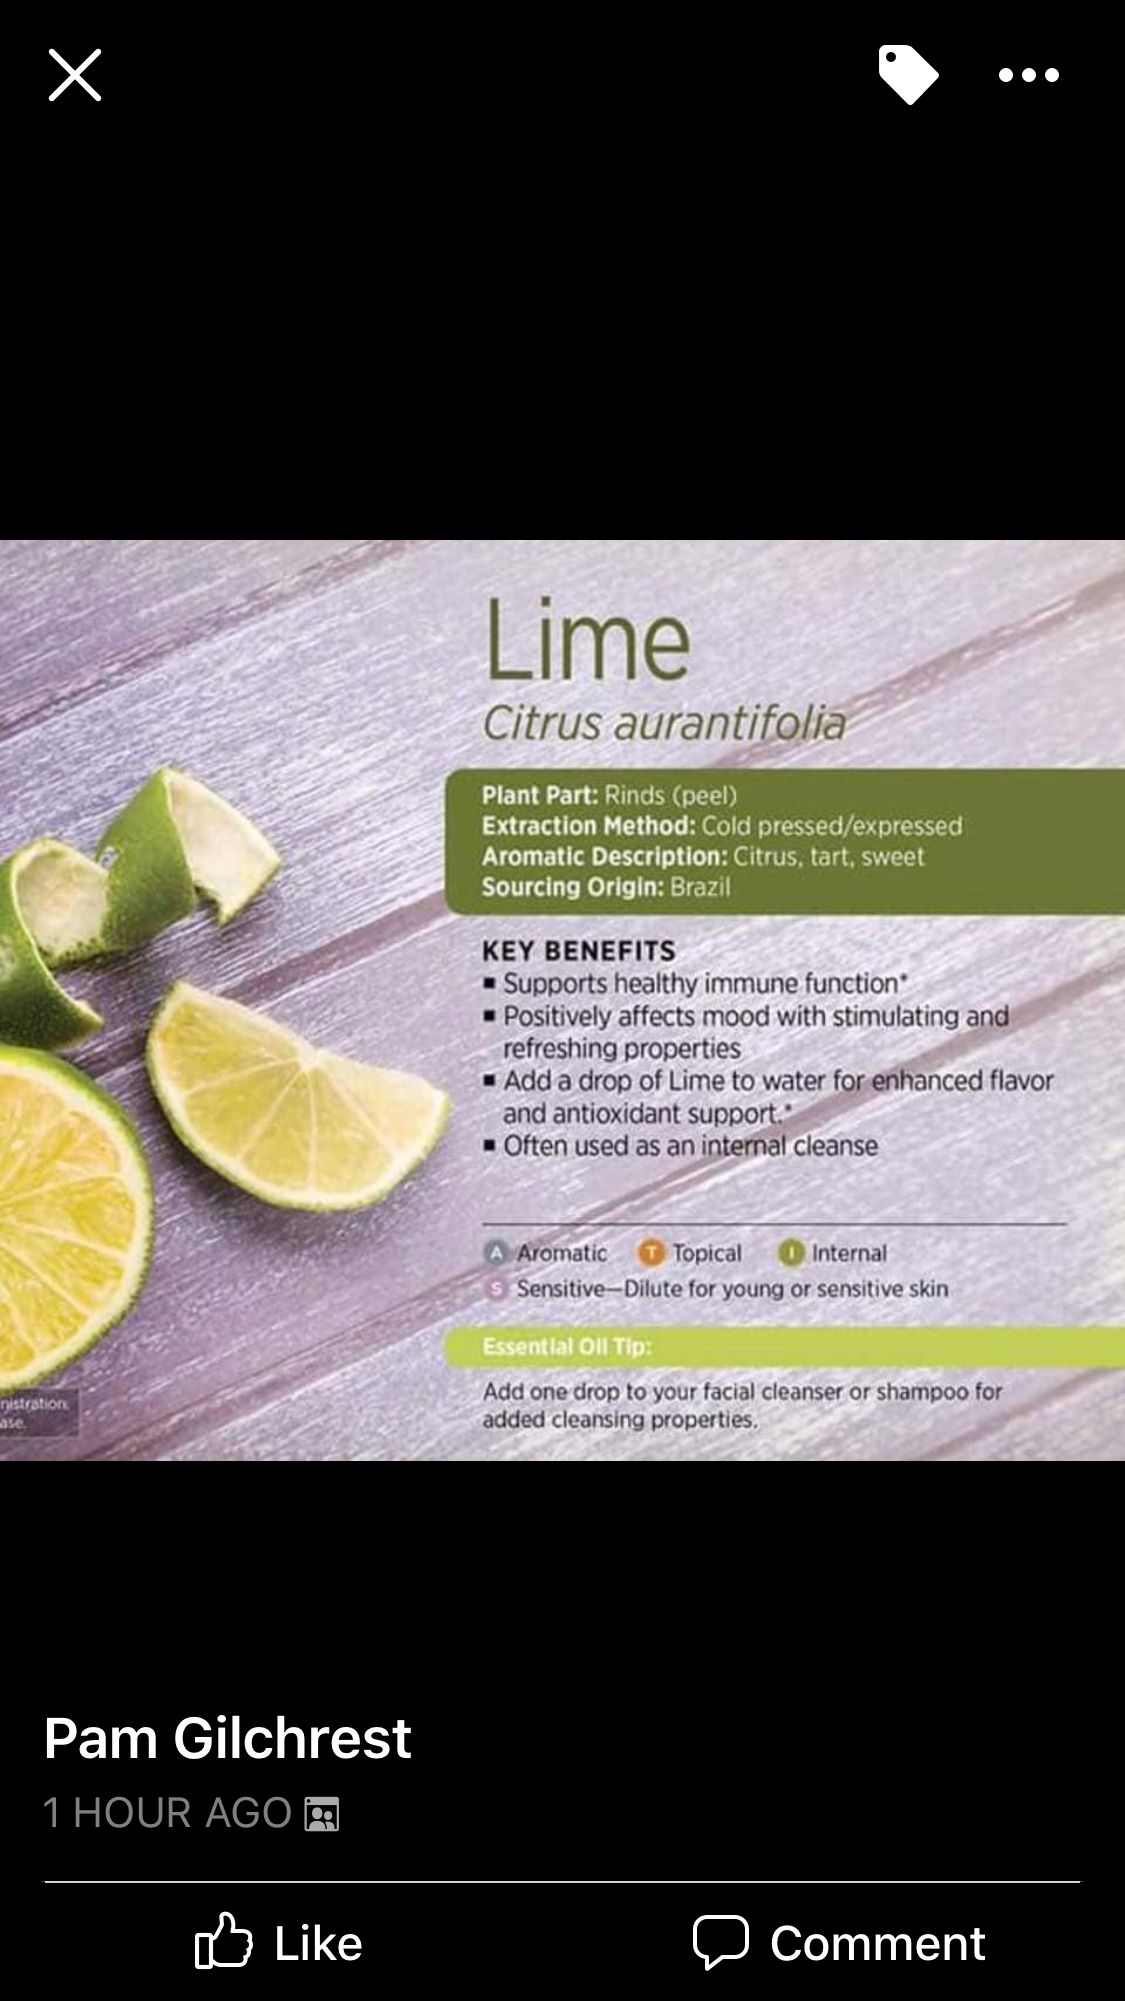 Lime
Citrus aurantifolia
Plant Part: Rinds (peel)
Extraction Method: Cold pressed/expressed
Aromatic Description: Citrus, tart, sweet
Sourcing Origin: Brazil
KEY BENEFITS
▪ Supports healthy immune function*
▪ Positively affects mood with stimulating and
refreshing properties
▪ Add a drop of Lime to water for enhanced flavor
and antioxidant support.*
▪ Often used as an internal cleanse
A Aromatic T Topical I Internal
S Sensitive—Dilute for young or sensitive skin
Essential Oil Tip:
Add one drop to your facial cleanser or shampoo for
added cleansing properties.
nistration.
ase.
Pam Gilchrest
1 HOUR AGO
Like Comment